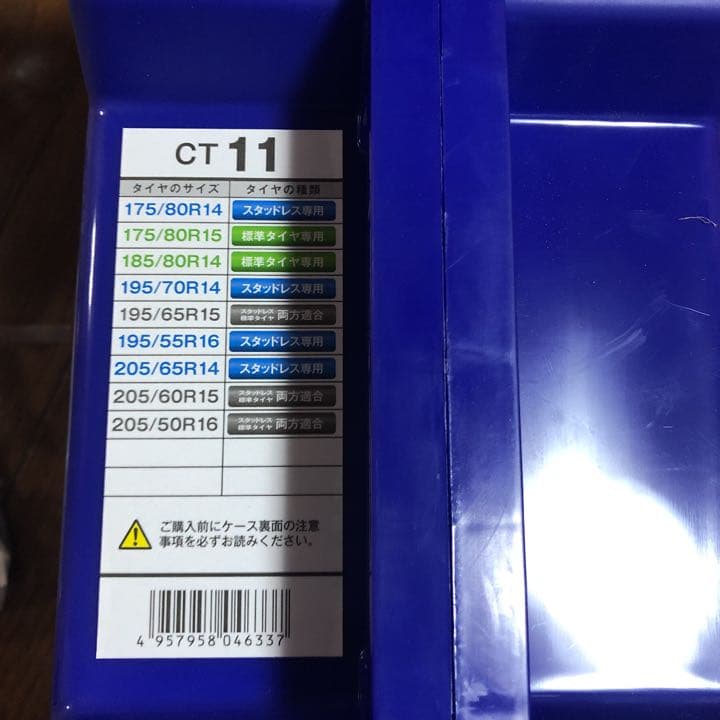 CT 11
タイヤのサイズ タイヤの種類
175/80R14 スタッドレス専用
175/80R15 標準タイヤ専用
185/80R14 標準タイヤ専用
195/70R14 スタッドレス専用
195/65R15 スタッドレス 標準タイヤ 両方適合
195/55R16 スタッドレス専用
205/65R14 スタッドレス専用
205/60R15 スタッドレス 標準タイヤ 両方適合
205/50R16 スタッドレス 標準タイヤ 両方適合
ご購入前にケース裏面の注意
事項を必ずお読みください。
4 957958 046337